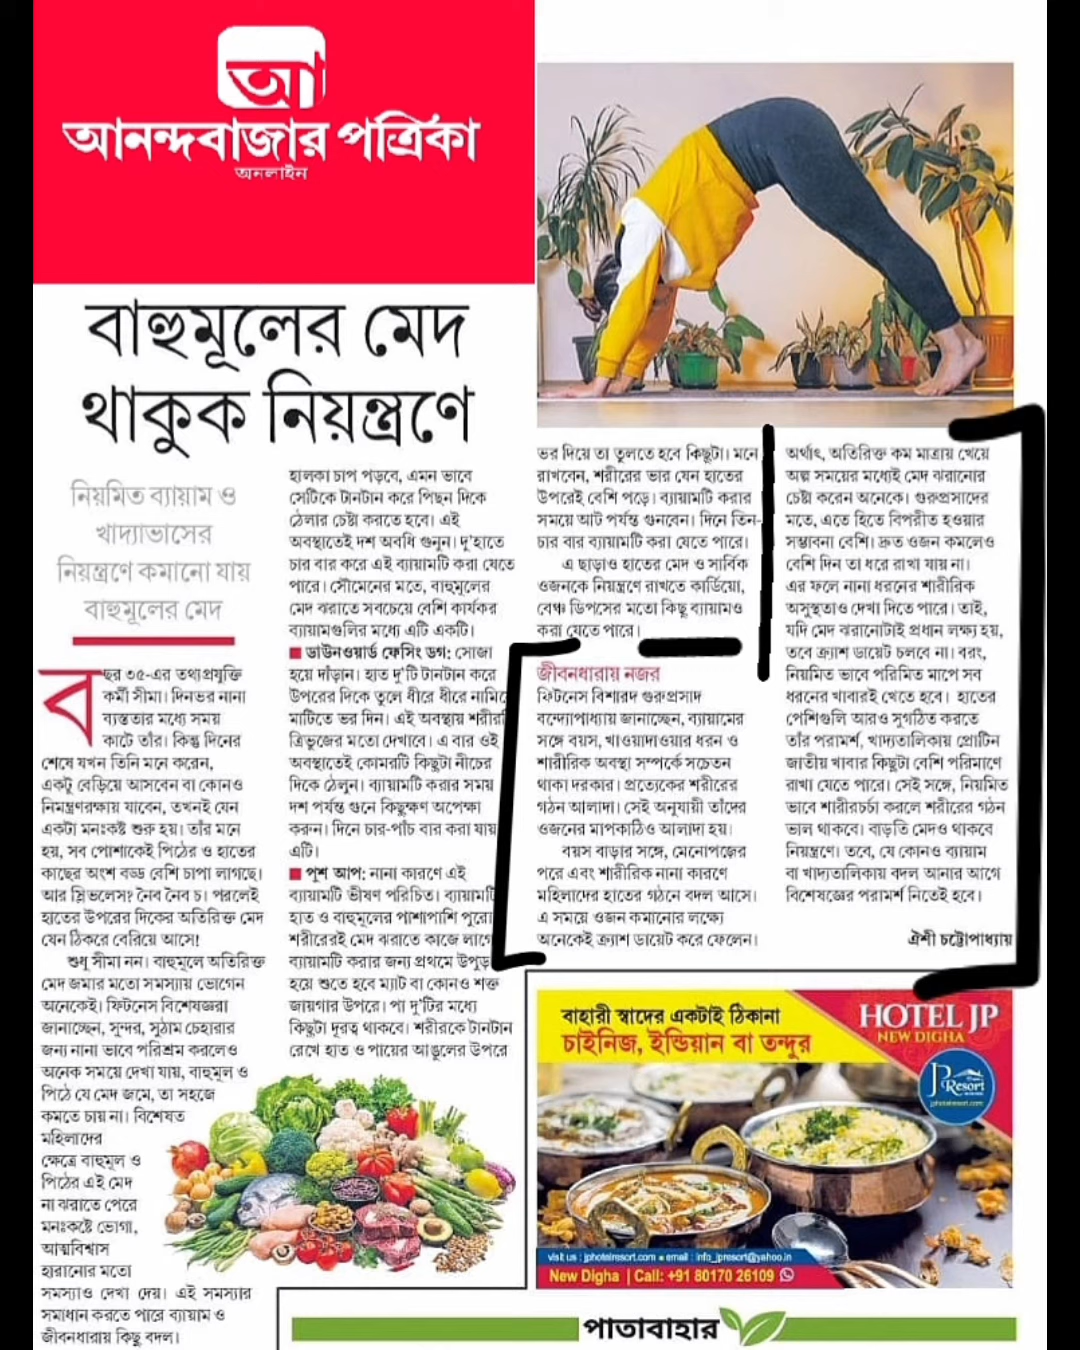 আ
আনন্দবাজার পত্রিকা
অনলাইন
বাহুমূলের মেদ
থাকুক নিয়ন্ত্রণে
নিয়মিত ব্যায়াম ও
খাদ্যাভাসের
নিয়ন্ত্রণে কমানো যায়
বাহুমূলের মেদ
বছর ৩৫-এর তথ্যপ্রযুক্তি
কর্মী সীমা। দিনভর নানা
ব্যস্ততার মধ্যে সময়
কাটে তাঁর। কিন্তু দিনের
শেষে যখন তিনি মনে করেন,
একটু বেড়িয়ে আসবেন বা কোনও
নিমন্ত্রণরক্ষায় যাবেন, তখনই যেন
একটা মনঃকষ্ট শুরু হয়। তাঁর মনে
হয়, সব পোশাকেই পিঠের ও হাতের
কাছের অংশ বড্ড বেশি চাপা লাগছে।
আর স্লিভলেস? নৈব নৈব চ। পরলেই
হাতের উপরের দিকের অতিরিক্ত মেদ
যেন ঠিকরে বেরিয়ে আসে!
শুধু সীমা নন। বাহুমূলে অতিরিক্ত
মেদ জমার মতো সমস্যায় ভোগেন
অনেকেই। ফিটনেস বিশেষজ্ঞরা
জানাচ্ছেন, সুন্দর, সুঠাম চেহারার
জন্য নানা ভাবে পরিশ্রম করলেও
অনেক সময়ে দেখা যায়, বাহুমূল ও
পিঠে যে মেদ জমে, তা সহজে
কমতে চায় না। বিশেষত
মহিলাদের
ক্ষেত্রে বাহুমূল ও
পিঠের এই মেদ
না ঝরাতে পেরে
মনঃকষ্টে ভোগা,
আত্মবিশ্বাস
হারানোর মতো
সমস্যাও দেখা দেয়। এই সমস্যার
সমাধান করতে পারে ব্যায়াম ও
জীবনধারায় কিছু বদল।
হালকা চাপ পড়বে, এমন ভাবে
সেটিকে টানটান করে পিছন দিকে
ঠেলার চেষ্টা করতে হবে। এই
অবস্থাতেই দশ অবধি গুনুন। দু'হাতে
চার বার করে এই ব্যায়ামটি করা যেতে
পারে। সৌমেনের মতে, বাহুমূলের
মেদ ঝরাতে সবচেয়ে বেশি কার্যকর
ব্যায়ামগুলির মধ্যে এটি একটি।
■ ডাউনওয়ার্ড ফেসিং ডগ: সোজা
হয়ে দাঁড়ান। হাত দু'টি টানটান করে
উপরের দিকে তুলে ধীরে ধীরে নামিয়ে
মাটিতে ভর দিন। এই অবস্থায় শরীরটি
ত্রিভুজের মতো দেখাবে। এ বার ওই
অবস্থাতেই কোমরটি কিছুটা নীচের
দিকে ঠেলুন। ব্যায়ামটি করার সময়
দশ পর্যন্ত গুনে কিছুক্ষণ অপেক্ষা
করুন। দিনে চার-পাঁচ বার করা যায়
এটি।
■ পুশ আপ: নানা কারণে এই
ব্যায়ামটি ভীষণ পরিচিত। ব্যায়ামটি
হাত ও বাহুমূলের পাশাপাশি পুরো
শরীরেরই মেদ ঝরাতে কাজে লাগে।
ব্যায়ামটি করার জন্য প্রথমে উপুড়
হয়ে শুতে হবে ম্যাট বা কোনও শক্ত
জায়গার উপরে। পা দু'টির মধ্যে
কিছুটা দূরত্ব থাকবে। শরীরকে টানটান
রেখে হাত ও পায়ের আঙুলের উপরে
ভর দিয়ে তা তুলতে হবে কিছুটা। মনে
রাখবেন, শরীরের ভার যেন হাতের
উপরেই বেশি পড়ে। ব্যায়ামটি করার
সময়ে আট পর্যন্ত গুনবেন। দিনে তিন-
চার বার ব্যায়ামটি করা যেতে পারে।
এ ছাড়াও হাতের মেদ ও সার্বিক
ওজনকে নিয়ন্ত্রণে রাখতে কার্ডিয়ো,
বেঞ্চ ডিপসের মতো কিছু ব্যায়ামও
করা যেতে পারে।
জীবনধারায় নজর
ফিটনেস বিশারদ গুরুপ্রসাদ
বন্দ্যোপাধ্যায় জানাচ্ছেন, ব্যায়ামের
সঙ্গে বয়স, খাওয়াদাওয়ার ধরন ও
শারীরিক অবস্থা সম্পর্কে সচেতন
থাকা দরকার। প্রত্যেকের শরীরের
গঠন আলাদা। সেই অনুযায়ী তাঁদের
ওজনের মাপকাঠিও আলাদা হয়।
বয়স বাড়ার সঙ্গে, মেনোপজ়ের
পরে এবং শারীরিক নানা কারণে
মহিলাদের হাতের গঠনে বদল আসে।
এ সময়ে ওজন কমানোর লক্ষ্যে
অনেকেই ক্র্যাশ ডায়েট করে ফেলেন।
অর্থাৎ, অতিরিক্ত কম মাত্রায় খেয়ে
অল্প সময়ের মধ্যেই মেদ ঝরানোর
চেষ্টা করেন অনেকে। গুরুপ্রসাদের
মতে, এতে হিতে বিপরীত হওয়ার
সম্ভাবনা বেশি। দ্রুত ওজন কমলেও
বেশি দিন তা ধরে রাখা যায় না।
এর ফলে নানা ধরনের শারীরিক
অসুস্থতাও দেখা দিতে পারে। তাই,
যদি মেদ ঝরানোটাই প্রধান লক্ষ্য হয়,
তবে ক্র্যাশ ডায়েট চলবে না। বরং,
নিয়মিত ভাবে পরিমিত মাপে সব
ধরনের খাবারই খেতে হবে। হাতের
পেশিগুলি আরও সুগঠিত করতে
তাঁর পরামর্শ, খাদ্যতালিকায় প্রোটিন
জাতীয় খাবার কিছুটা বেশি পরিমাণে
রাখা যেতে পারে। সেই সঙ্গে, নিয়মিত
ভাবে শারীরচর্চা করলে শরীরের গঠন
ভাল থাকবে। বাড়তি মেদও থাকবে
নিয়ন্ত্রণে। তবে, যে কোনও ব্যায়াম
বা খাদ্যতালিকায় বদল আনার আগে
বিশেষজ্ঞের পরামর্শ নিতেই হবে।
ঐশী চট্টোপাধ্যায়
বাহারী স্বাদের একটাই ঠিকানা
চাইনিজ, ইন্ডিয়ান বা তন্দুর
HOTEL JP
NEW DIGHA
JP Resort
jphotelresort.com
visit us : jphotelresort.com ● email : info_jpresort@yahoo.in
New Digha | Call: +91 80170 26109
পাতাবাহার